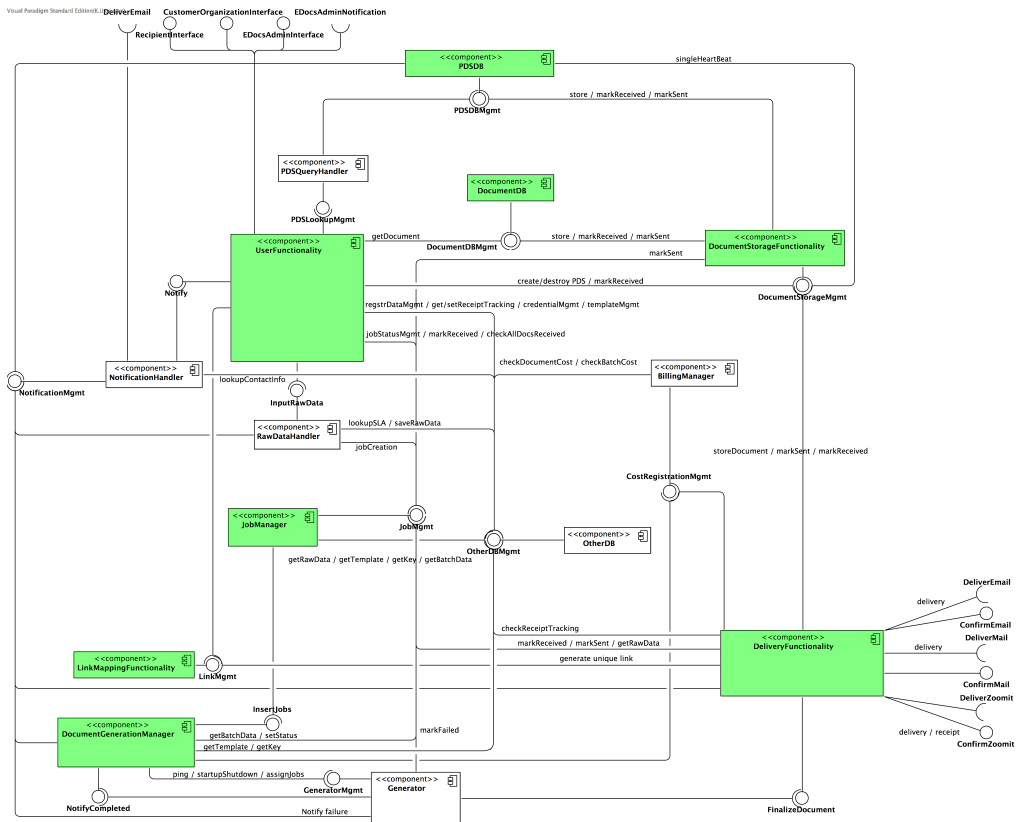 Visual Paradigm Standard Edition(K.U.
DeliverEmail
CustomerOrganizationInterface
EDocsAdminNotification
RecipientInterface
EDocsAdminInterface
<<component>>
PDSDB
singleHeartBeat
store / markReceived / markSent
PDSDBMgmt
<<component>>
PDSQueryHandler
<<component>>
DocumentDB
PDSLookupMgmt
<<component>>
UserFunctionality
getDocument
DocumentDBMgmt
store / markReceived / markSent
<<component>>
DocumentStorageFunctionality
markSent
create/destroy PDS / markReceived
Notify
DocumentStorageMgmt
regstrDataMgmt / get/setReceiptTracking / credentialMgmt / templateMgmt
jobStatusMgmt / markReceived / checkAllDocsReceived
<<component>>
NotificationHandler
checkDocumentCost / checkBatchCost
<<component>>
BillingManager
NotificationMgmt
lookupContactInfo
InputRawData
<<component>>
RawDataHandler
lookupSLA / saveRawData
jobCreation
storeDocument / markSent / markReceived
CostRegistrationMgmt
<<component>>
JobManager
JobMgmt
OtherDBMgmt
<<component>>
OtherDB
getRawData / getTemplate / getKey / getBatchData
DeliverEmail
delivery
ConfirmEmail
checkReceiptTracking
<<component>>
DeliveryFunctionality
DeliverMail
markReceived / markSent / getRawData
delivery
<<component>>
LinkMappingFunctionality
generate unique link
LinkMgmt
ConfirmMail
DeliverZoomit
InsertJobs
<<component>>
DocumentGenerationManager
getBatchData / setStatus
markFailed
delivery / receipt
ConfirmZoomit
getTemplate / getKey
ping / startupShutdown / assignJobs
GeneratorMgmt
<<component>>
Generator
NotifyCompleted
Notify failure
FinalizeDocument